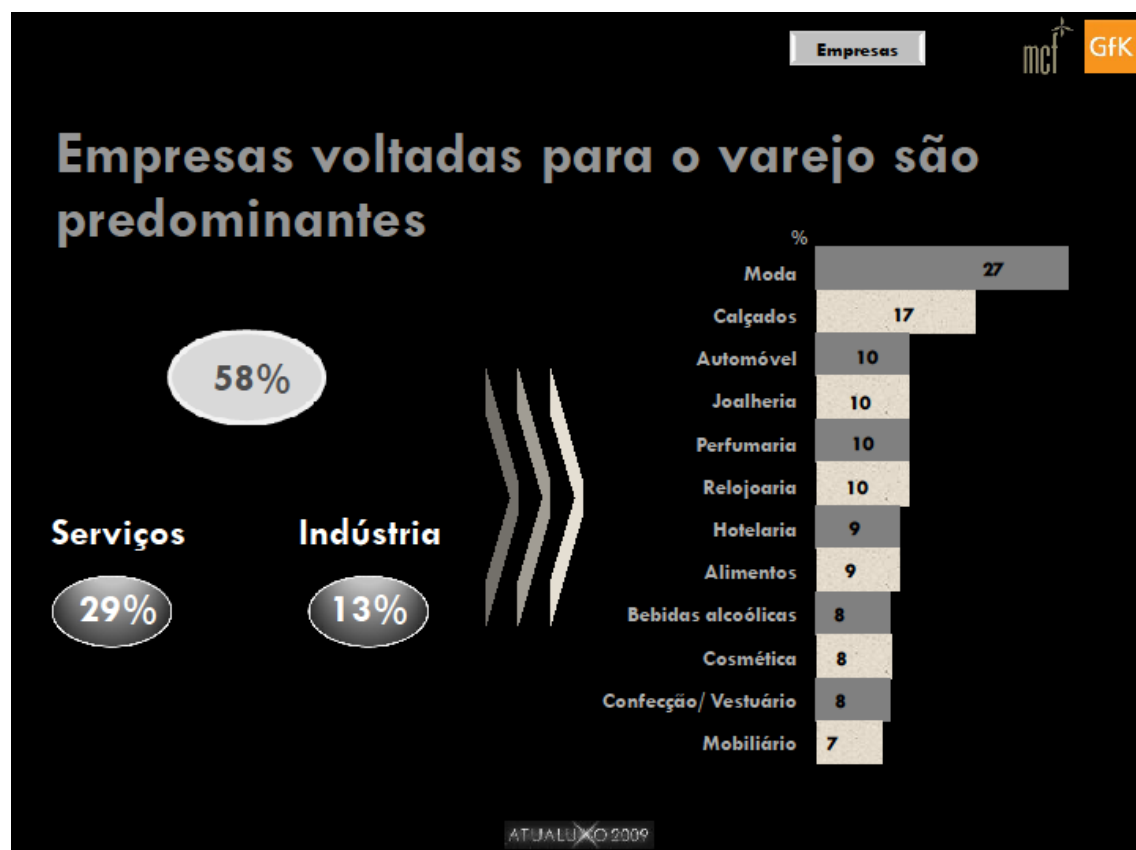 Empresas
mcf
GfK
Empresas voltadas para o varejo são
predominantes
58%
Serviços
29%
Indústria
13%
%
Moda 27
Calçados 17
Automóvel 10
Joalheria 10
Perfumaria 10
Relojoaria 10
Hotelaria 9
Alimentos 9
Bebidas alcoólicas 8
Cosmética 8
Confecção/ Vestuário 8
Mobiliário 7
ATUALUXO 2009